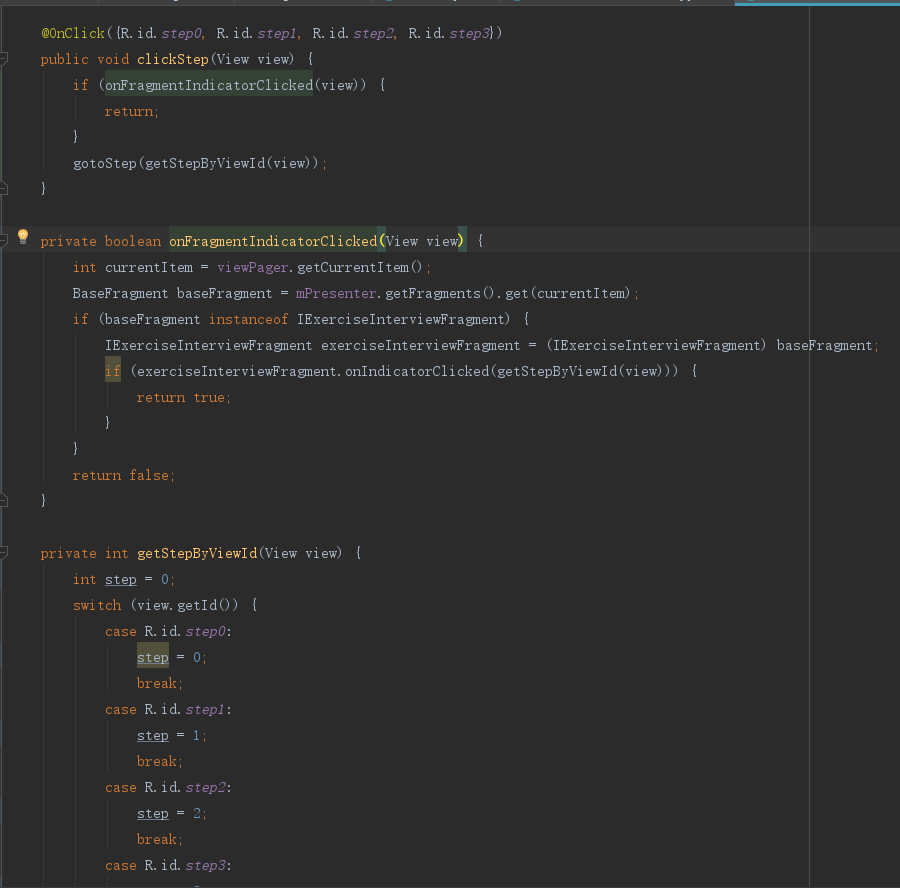 @OnClick({R.id.step0, R.id.step1, R.id.step2, R.id.step3})
public void clickStep(View view) {
if (onFragmentIndicatorClicked(view)) {
return;
}
gotoStep(getStepByViewId(view));
}
private boolean onFragmentIndicatorClicked(View view) {
int currentItem = viewPager.getCurrentItem();
BaseFragment baseFragment = mPresenter.getFragments().get(currentItem);
if (baseFragment instanceof IExerciseInterviewFragment) {
IExerciseInterviewFragment exerciseInterviewFragment = (IExerciseInterviewFragment) baseFragment;
if (exerciseInterviewFragment.onIndicatorClicked(getStepByViewId(view))) {
return true;
}
}
return false;
}
private int getStepByViewId(View view) {
int step = 0;
switch (view.getId()) {
case R.id.step0:
step = 0;
break;
case R.id.step1:
step = 1;
break;
case R.id.step2:
step = 2;
break;
case R.id.step3: